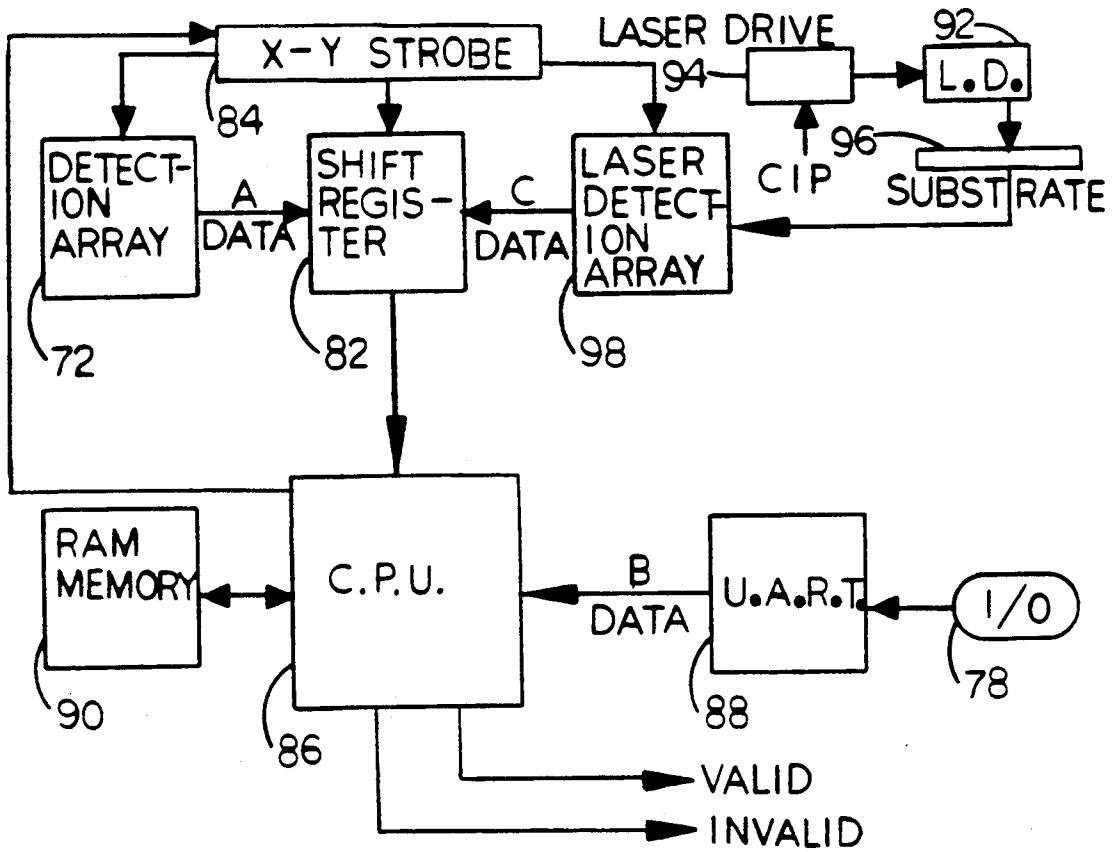 X-Y STROBE
84
LASER DRIVE
94
92
L.D.
CIP
96
SUBSTRATE
DETECT-
ION
ARRAY
72
A
DATA
SHIFT
REGIS-
TER
82
C
DATA
LASER
DETECT-
ION
ARRAY
98
RAM
MEMORY
90
C.P.U.
86
B
DATA
U.A.R.T.
88
I/O
78
VALID
INVALID